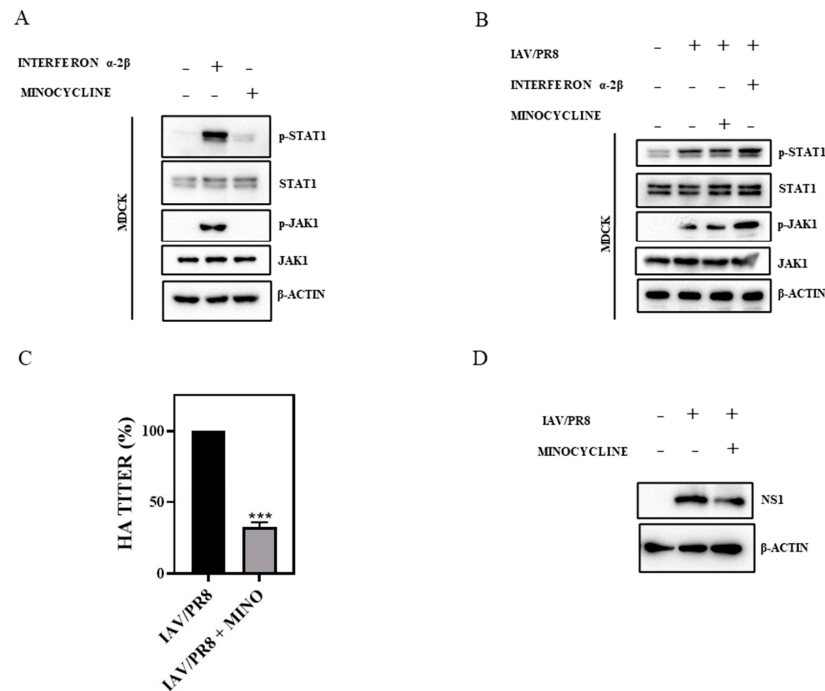 A
INTERFERON α-2β - + -
MINOCYCLINE - - +
MDCK
p-STAT1
STAT1
p-JAK1
JAK1
β-ACTIN
B
IAV/PR8 - + + +
INTERFERON α-2β - - - +
MINOCYCLINE - - + -
MDCK
p-STAT1
STAT1
p-JAK1
JAK1
β-ACTIN
C
HA TITER (%)
100
50
0
***
IAV/PR8
IAV/PR8 + MINO
D
IAV/PR8 - + +
MINOCYCLINE - - +
NS1
β-ACTIN